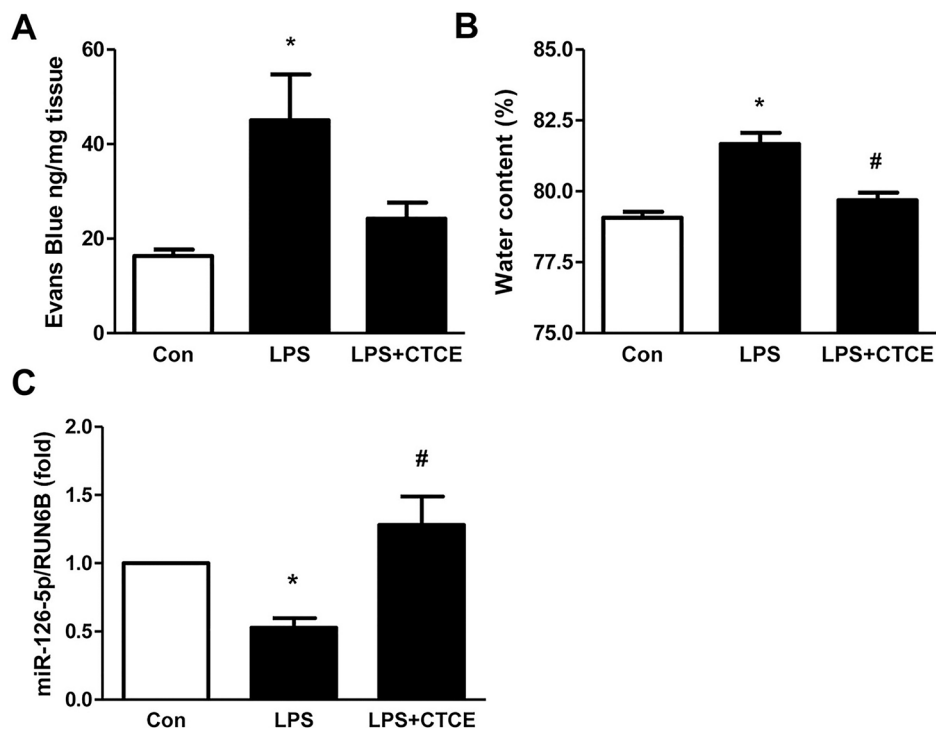 A
Evans Blue ng/mg tissue
60
40
20
0
*
Con
LPS
LPS+CTCE
B
Water content (%)
85.0
82.5
80.0
77.5
75.0
*
#
Con
LPS
LPS+CTCE
C
miR-126-5p/RUN6B (fold)
2.0
1.5
1.0
0.5
0.0
*
#
Con
LPS
LPS+CTCE